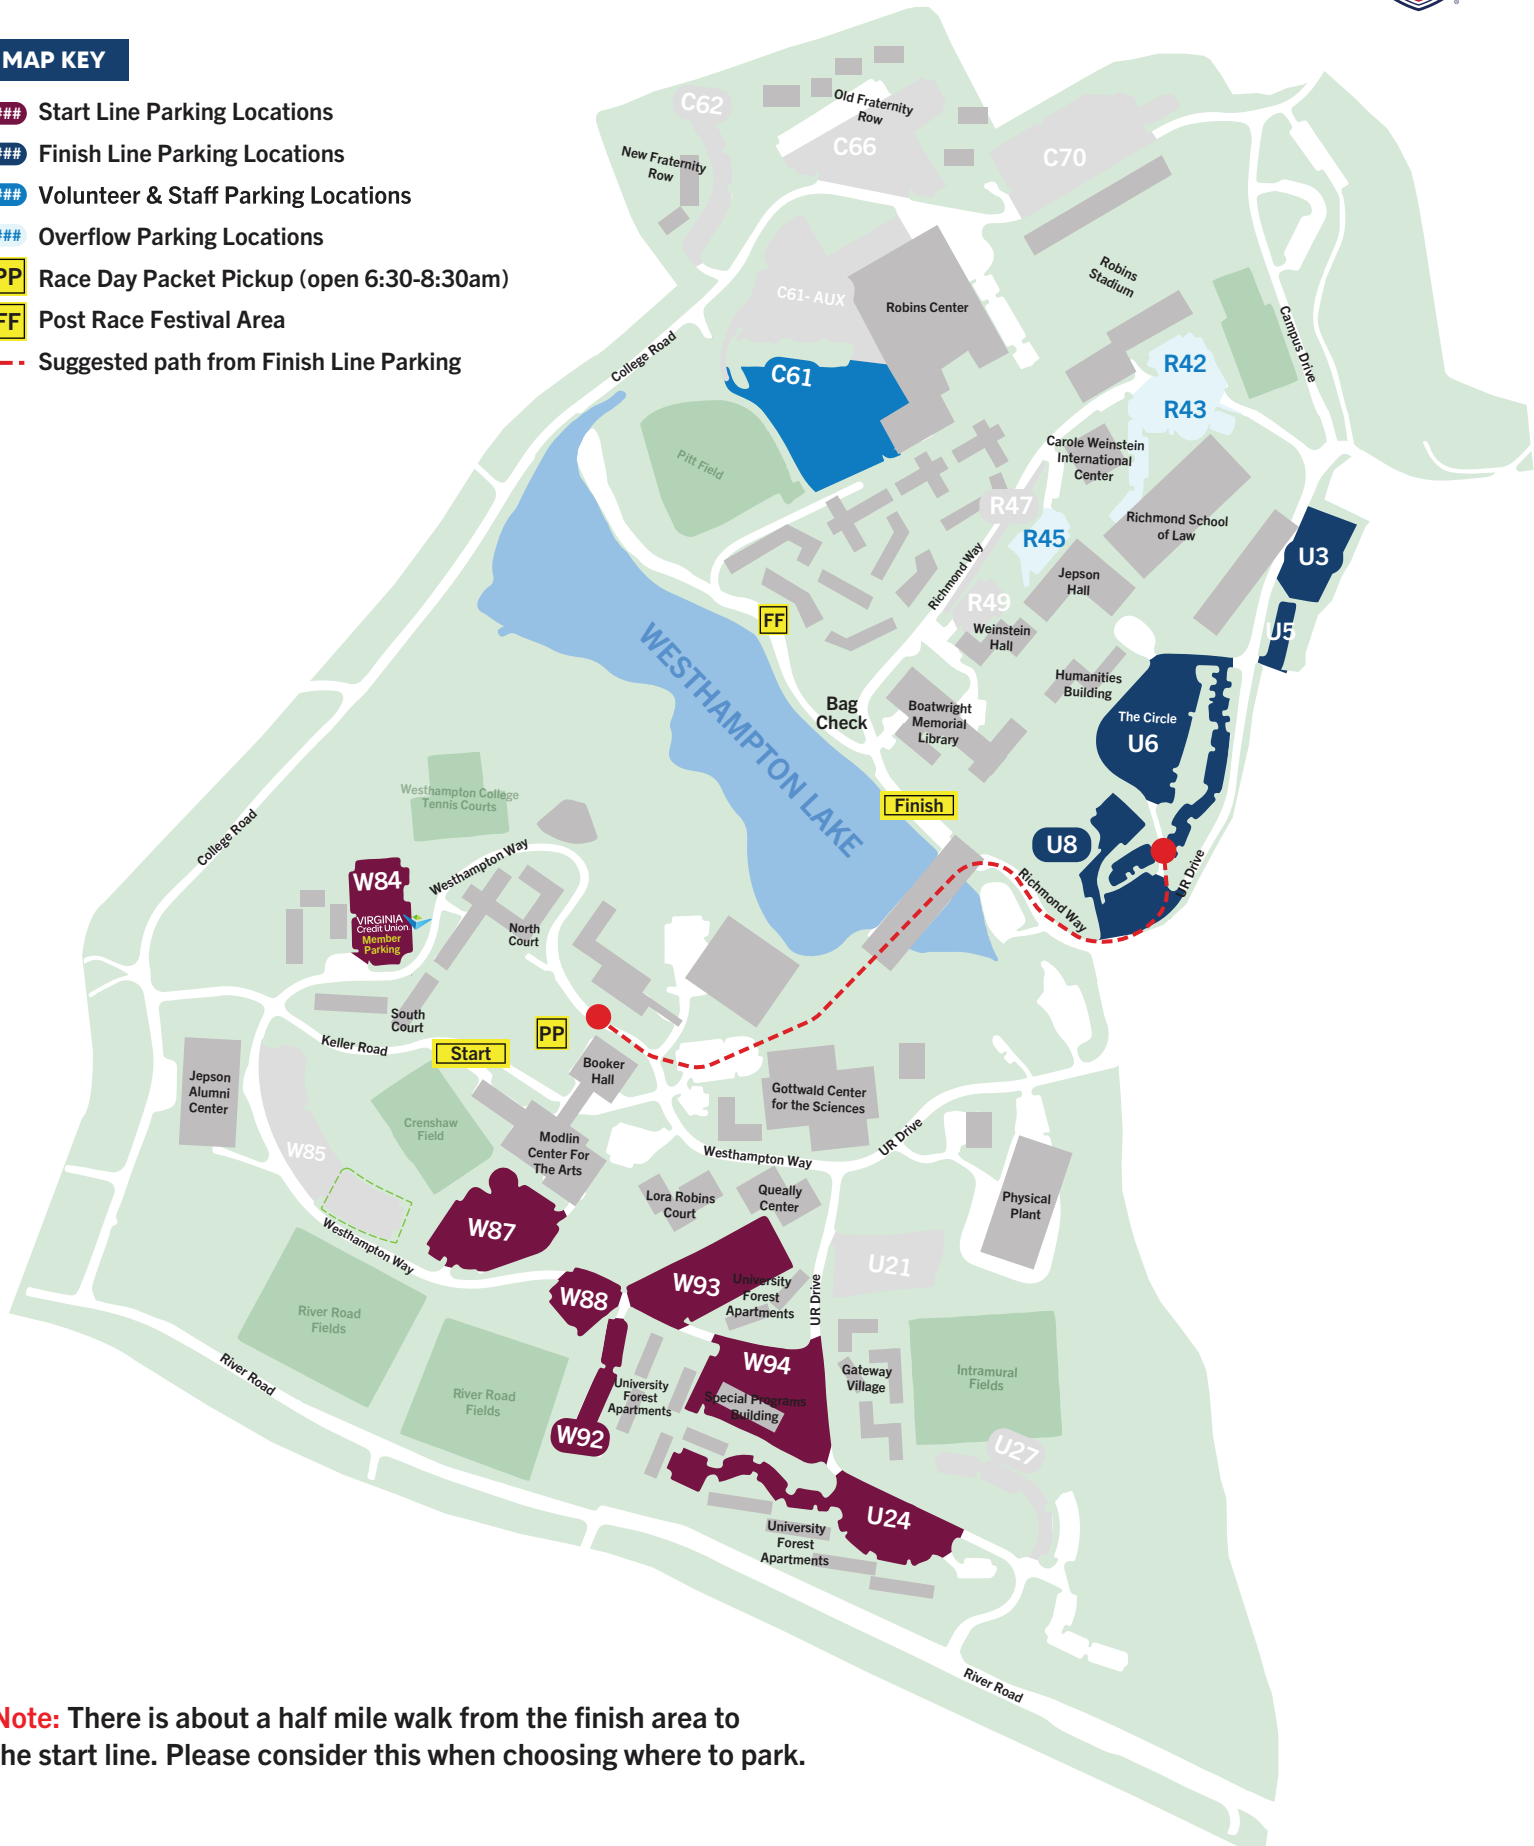 ®
MAP KEY
### Start Line Parking Locations
### Finish Line Parking Locations
### Volunteer & Staff Parking Locations
### Overflow Parking Locations
PP Race Day Packet Pickup (open 6:30-8:30am)
FF Post Race Festival Area
Suggested path from Finish Line Parking
C62
Old Fraternity
Row
C66
New Fraternity
Row
C70
Robins
Stadium
C61- AUX
Robins Center
Campus Drive
College Road
C61
R42
R43
Pitt Field
Carole Weinstein
International
Center
R47
R45
Richmond School
of Law
U3
Richmond Way
Jepson
Hall
R49
Weinstein
Hall
FF
U5
WESTHAMPTON LAKE
Humanities
Building
Bag
Check
Boatwright
Memorial
Library
The Circle
U6
Finish
U8
Richmond Way
UR Drive
Westhampton College
Tennis Courts
College Road
Westhampton Way
W84
VIRGINIA
Credit Union
Member
Parking
North
Court
South
Court
PP
Keller Road
Start
Booker
Hall
Jepson
Alumni
Center
Gottwald Center
for the Sciences
Crenshaw
Field
Modlin
Center For
The Arts
UR Drive
W85
Westhampton Way
Lora Robins
Court
Queally
Center
Physical
Plant
W87
Westhampton Way
U21
W88
W93
University
Forest
Apartments
UR Drive
River Road
Fields
River Road
W94
Gateway
Village
Intramural
Fields
River Road
Fields
University
Forest
Apartments
Special Programs
Building
W92
U27
U24
University
Forest
Apartments
River Road
Note: There is about a half mile walk from the finish area to
he start line. Please consider this when choosing where to park.